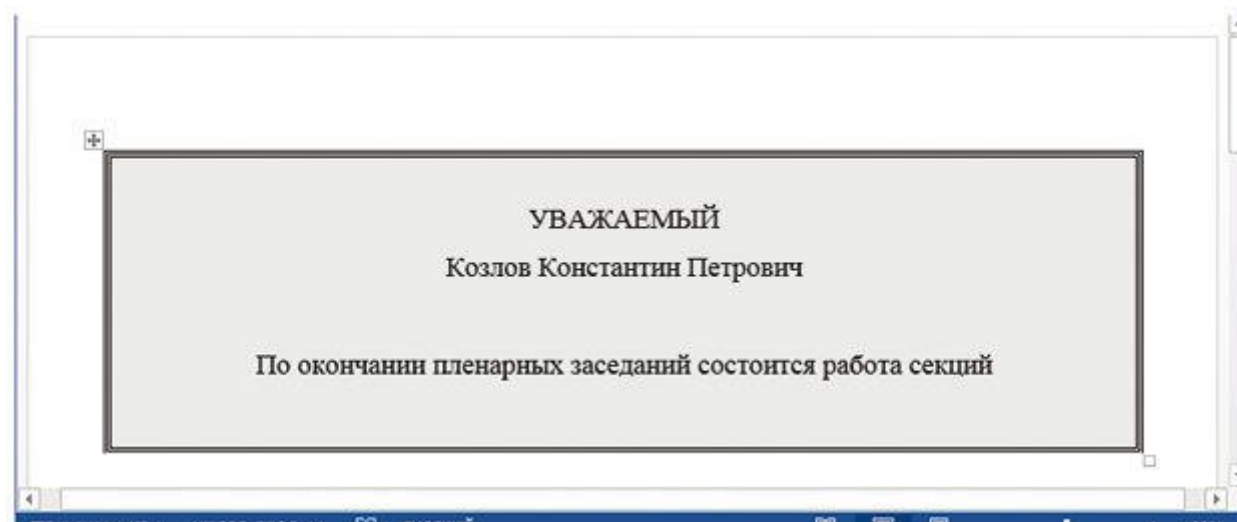 УВАЖАЕМЫЙ
Козлов Константин Петрович
По окончании пленарных заседаний состоится работа секций